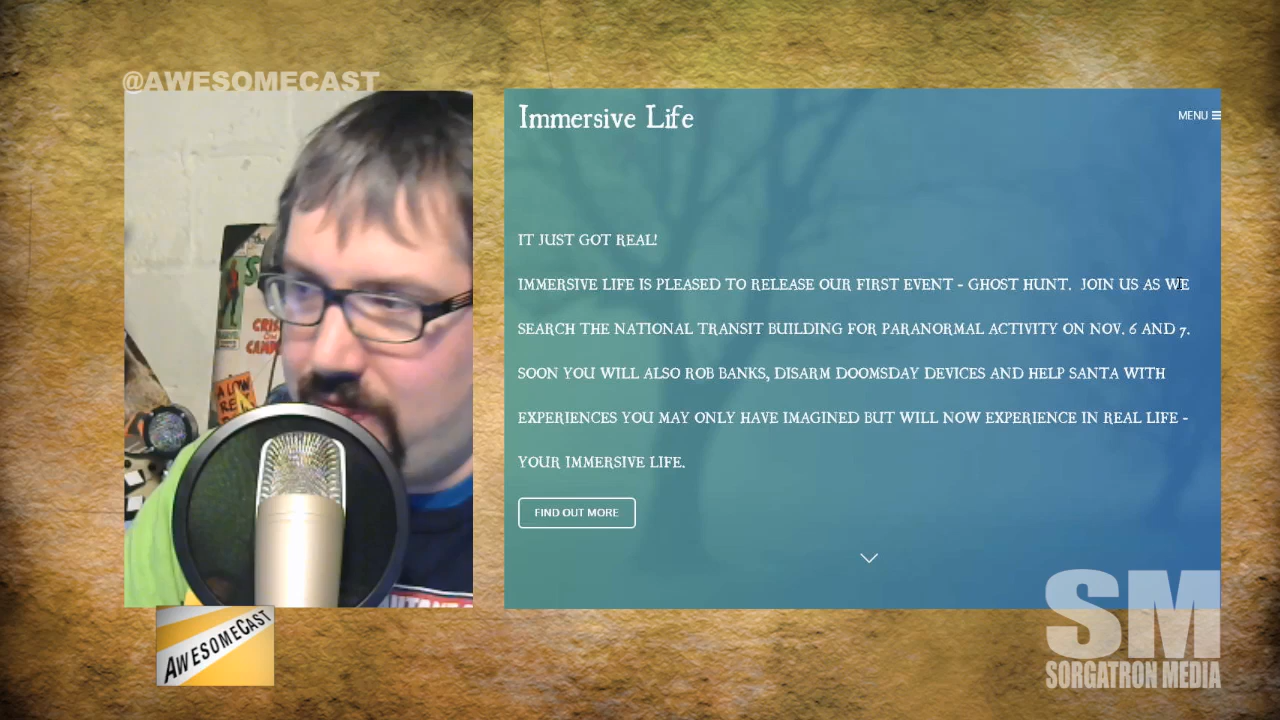 @AWESOMECAST
Immersive Life
MENU
IT JUST GOT REAL!
IMMERSIVE LIFE IS PLEASED TO RELEASE OUR FIRST EVENT - GHOST HUNT. JOIN US AS WE
SEARCH THE NATIONAL TRANSIT BUILDING FOR PARANORMAL ACTIVITY ON NOV. 6 AND 7.
SOON YOU WILL ALSO ROB BANKS, DISARM DOOMSDAY DEVICES AND HELP SANTA WITH
EXPERIENCES YOU MAY ONLY HAVE IMAGINED BUT WILL NOW EXPERIENCE IN REAL LIFE -
YOUR IMMERSIVE LIFE.
FIND OUT MORE
A LOW
AWESOMECAST
SM
SORGATRON MEDIA